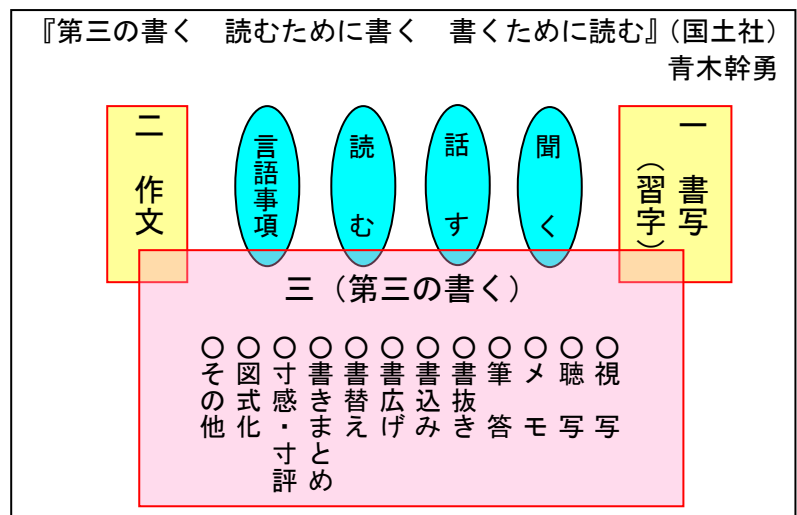 『第三の書く　読むために書く　書くために読む』(国土社)
青木幹勇
一　書写
(習字)
聞く
話す
読む
言語事項
二　作文
三（第三の書く）
○視写
○聴写
○メモ
○筆答
○書抜き
○書込み
○書広げ
○書替え
○書きまとめ
○寸感・寸評
○図式化
○その他